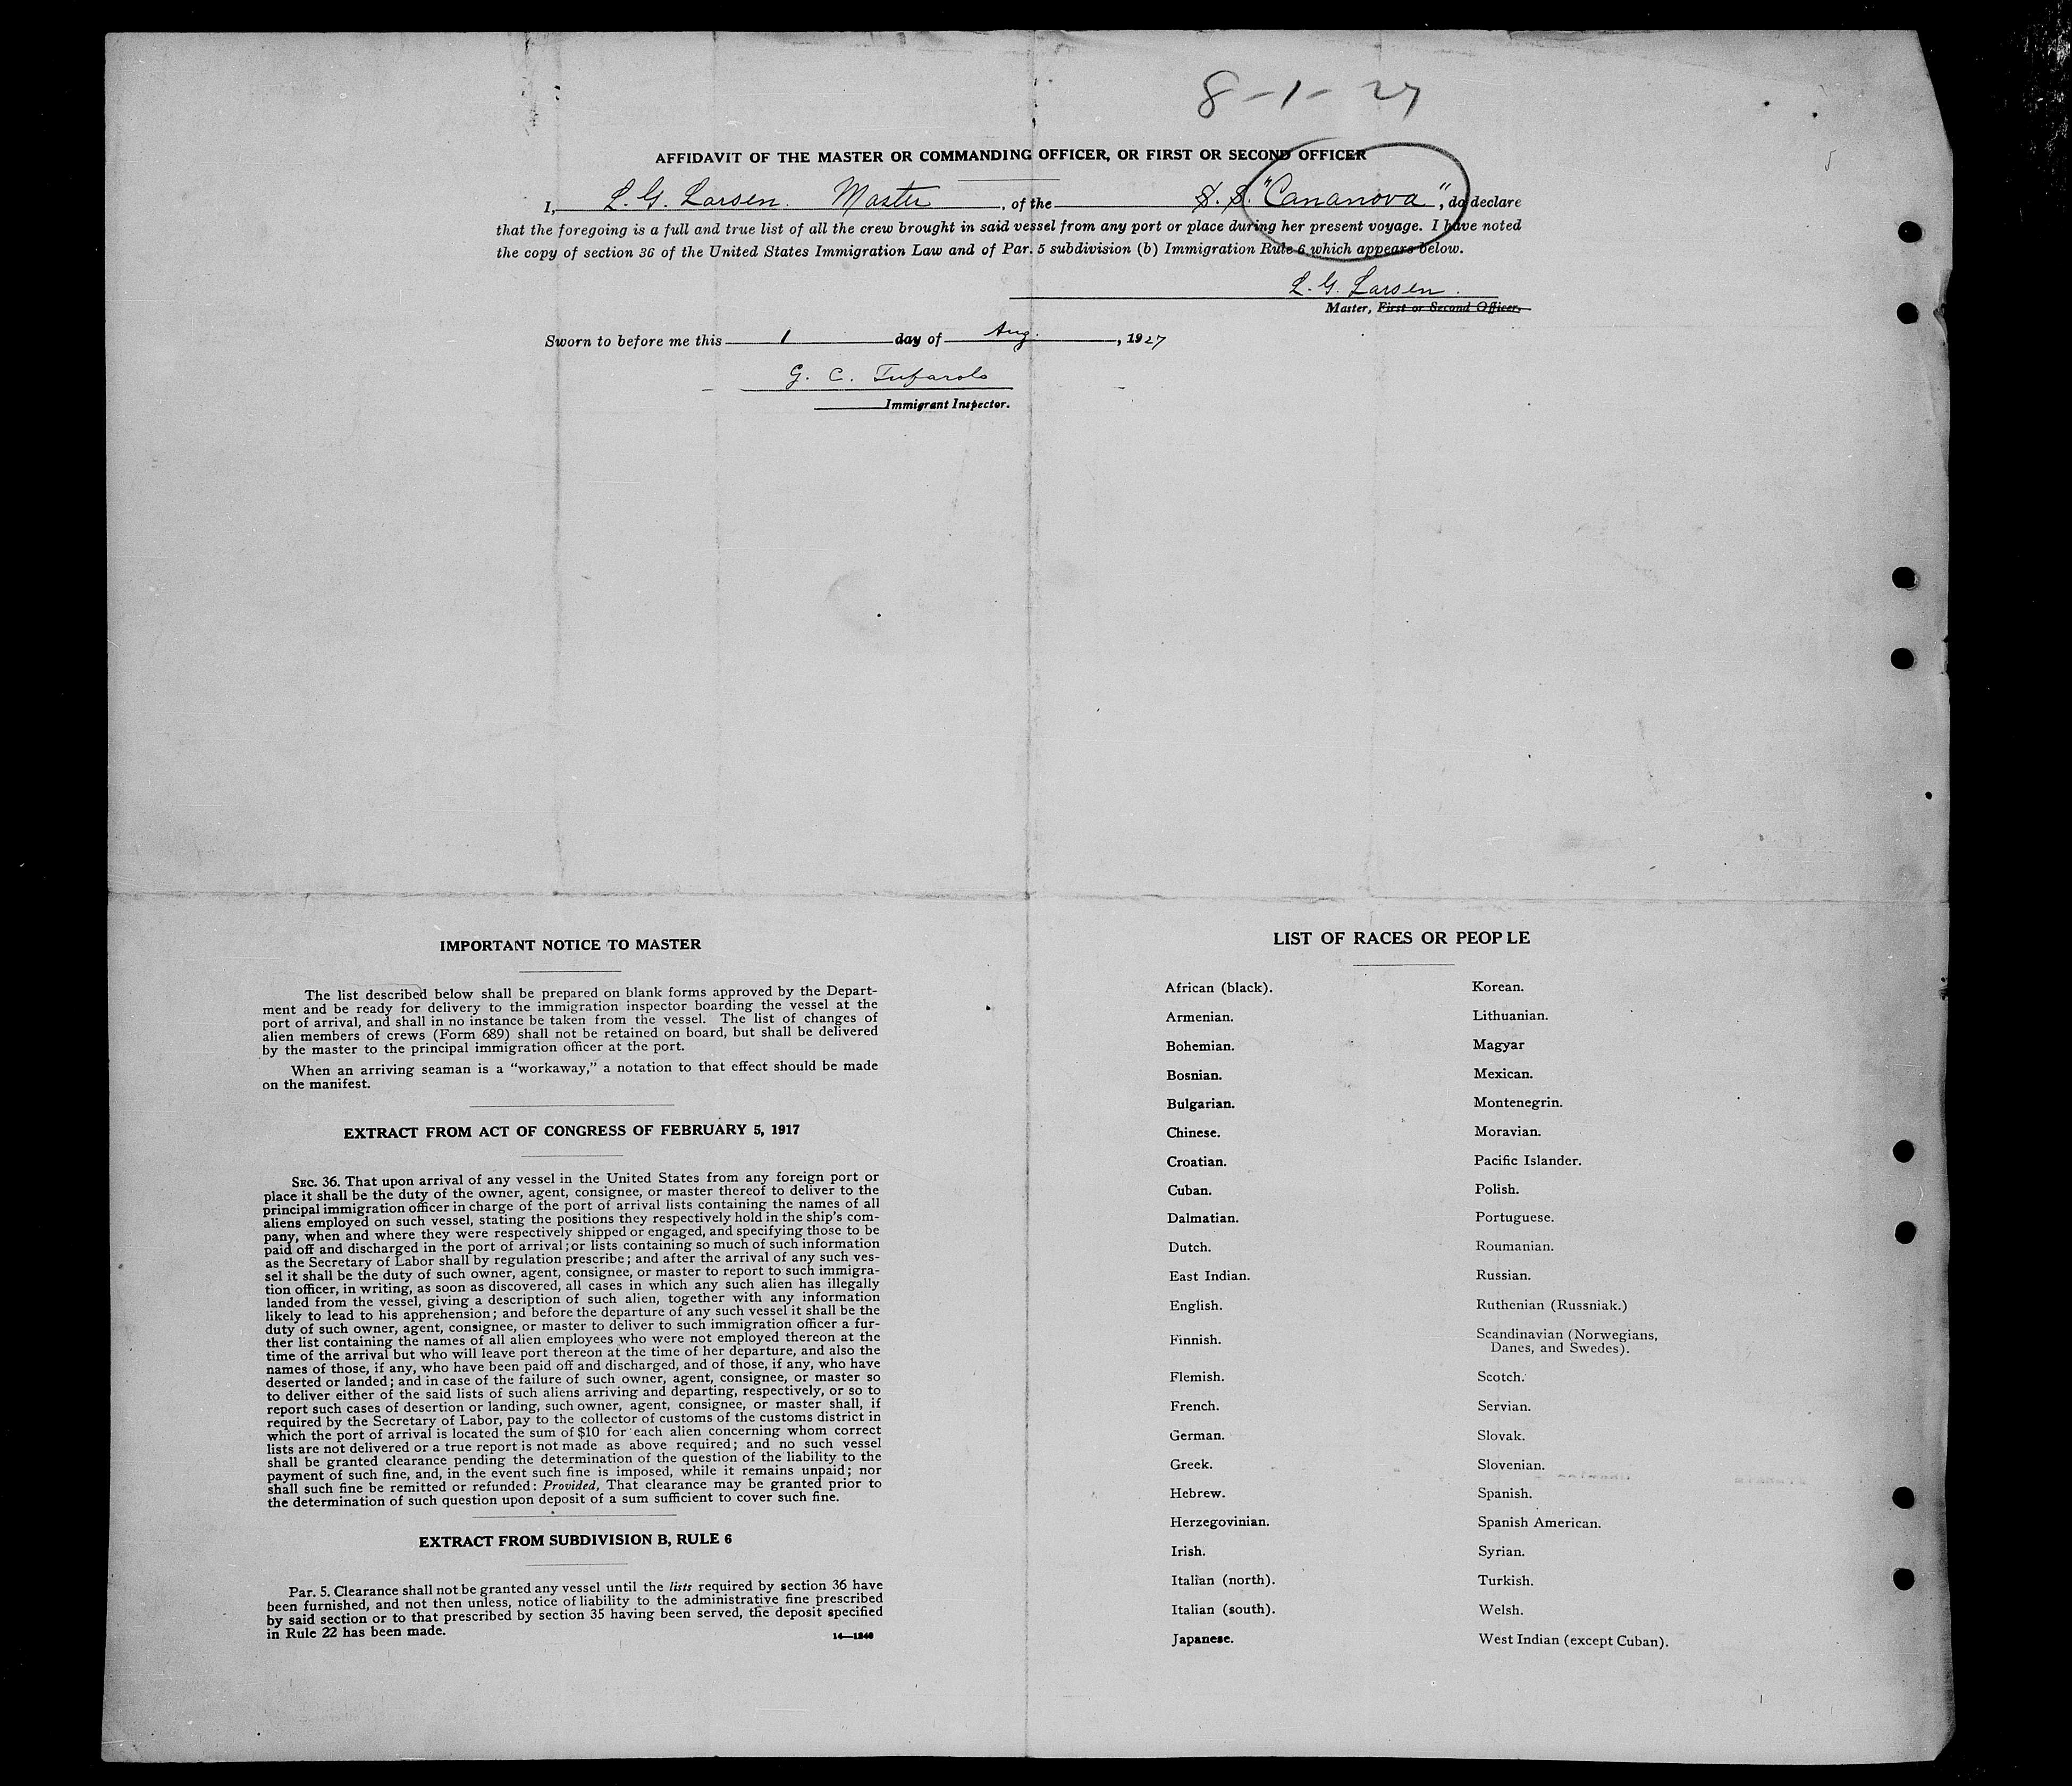 8-1-27
AFFIDAVIT OF THE MASTER OR COMMANDING OFFICER, OR FIRST OR SECOND OFFICER
I, L. G. Larsen. Master, of the S. S. "Cananova", do declare
that the foregoing is a full and true list of all the crew brought in said vessel from any port or place during her present voyage. I have noted
the copy of section 36 of the United States Immigration Law and of Par. 5 subdivision (b) Immigration Rule 6 which appears below.
L. G. Larsen.
Master, First or Second Officer.
Sworn to before me this 1 day of Aug., 1927
G. C.
Immigrant Inspector.
IMPORTANT NOTICE TO MASTER
The list described below shall be prepared on blank forms approved by the Depart-
ment and be ready for delivery to the immigration inspector boarding the vessel at the
port of arrival, and shall in no instance be taken from the vessel. The list of changes of
alien members of crews (Form 689) shall not be retained on board, but shall be delivered
by the master to the principal immigration officer at the port.
When an arriving seaman is a "workaway," a notation to that effect should be made
on the manifest.
EXTRACT FROM ACT OF CONGRESS OF FEBRUARY 5, 1917
SEC. 36. That upon arrival of any vessel in the United States from any foreign port or
place it shall be the duty of the owner, agent, consignee, or master thereof to deliver to the
principal immigration officer in charge of the port of arrival lists containing the names of all
aliens employed on such vessel, stating the positions they respectively hold in the ship's com-
pany, when and where they were respectively shipped or engaged, and specifying those to be
paid off and discharged in the port of arrival; or lists containing so much of such information
as the Secretary of Labor shall by regulation prescribe; and after the arrival of any such ves-
sel it shall be the duty of such owner, agent, consignee, or master to report to such immigra-
tion officer, in writing, as soon as discovered, all cases in which any such alien has illegally
landed from the vessel, giving a description of such alien, together with any information
likely to lead to his apprehension; and before the departure of any such vessel it shall be the
duty of such owner, agent, consignee, or master to deliver to such immigration officer a fur-
ther list containing the names of all alien employees who were not employed thereon at the
time of the arrival but who will leave port thereon at the time of her departure, and also the
names of those, if any, who have been paid off and discharged, and of those, if any, who have
deserted or landed; and in case of the failure of such owner, agent, consignee, or master so
to deliver either of the said lists of such aliens arriving and departing, respectively, or so to
report such cases of desertion or landing, such owner, agent, consignee, or master shall, if
required by the Secretary of Labor, pay to the collector of customs of the customs district in
which the port of arrival is located the sum of $10 for each alien concerning whom correct
lists are not delivered or a true report is not made as above required; and no such vessel
shall be granted clearance pending the determination of the question of the liability to the
payment of such fine, and, in the event such fine is imposed, while it remains unpaid; nor
shall such fine be remitted or refunded: Provided, That clearance may be granted prior to
the determination of such question upon deposit of a sum sufficient to cover such fine.
EXTRACT FROM SUBDIVISION B, RULE 6
Par. 5. Clearance shall not be granted any vessel until the lists required by section 36 have
been furnished, and not then unless, notice of liability to the administrative fine prescribed
by said section or to that prescribed by section 35 having been served, the deposit specified
in Rule 22 has been made.
14—1240
LIST OF RACES OR PEOPLE
African (black).
Armenian.
Bohemian.
Bosnian.
Bulgarian.
Chinese.
Croatian.
Cuban.
Dalmatian.
Dutch.
East Indian.
English.
Finnish.
Flemish.
French.
German.
Greek.
Hebrew.
Herzegovinian.
Irish.
Italian (north).
Italian (south).
Japanese.
Korean.
Lithuanian.
Magyar
Mexican.
Montenegrin.
Moravian.
Pacific Islander.
Polish.
Portuguese.
Roumanian.
Russian.
Ruthenian (Russniak.)
Scandinavian (Norwegians,
Danes, and Swedes).
Scotch.
Servian.
Slovak.
Slovenian.
Spanish.
Spanish American.
Syrian.
Turkish.
Welsh.
West Indian (except Cuban).